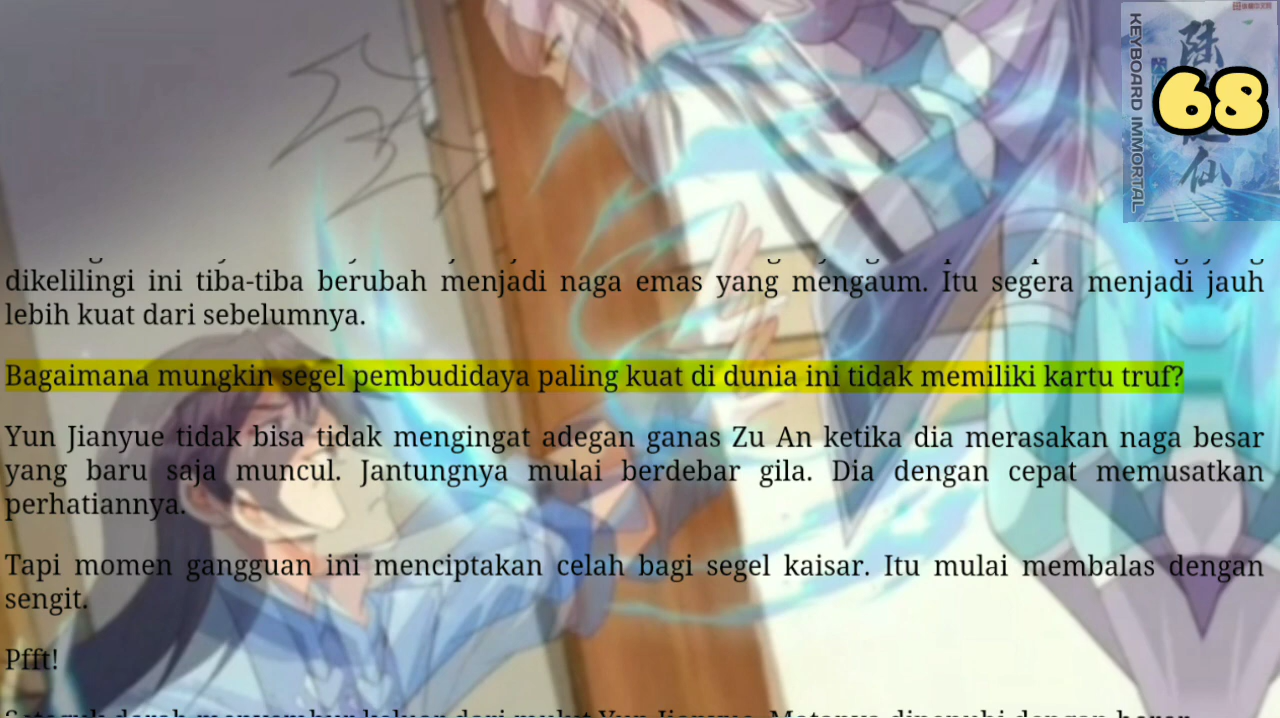 陆
仙
KEYBOARD IMMORTAL
68
dikelilingi ini tiba-tiba berubah menjadi naga emas yang mengaum. Itu segera menjadi jauh
lebih kuat dari sebelumnya.
Bagaimana mungkin segel pembudidaya paling kuat di dunia ini tidak memiliki kartu truf?
Yun Jianyue tidak bisa tidak mengingat adegan ganas Zu An ketika dia merasakan naga besar
yang baru saja muncul. Jantungnya mulai berdebar gila. Dia dengan cepat memusatkan
perhatiannya.
Tapi momen gangguan ini menciptakan celah bagi segel kaisar. Itu mulai membalas dengan
sengit.
Pfft!